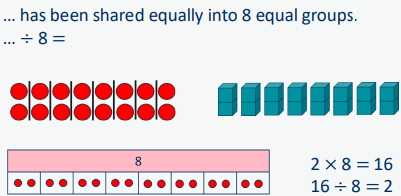 ... has been shared equally into 8 equal groups.
... ÷ 8 =
8
2 × 8 = 16
16 ÷ 8 = 2